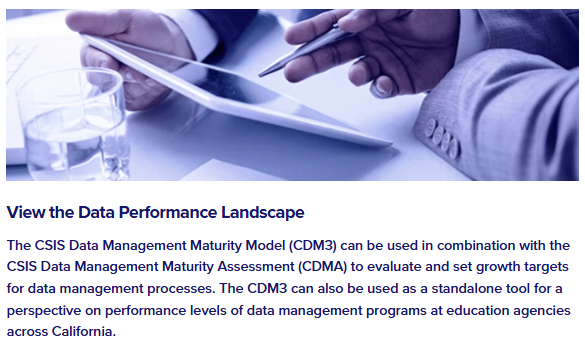 View the Data Performance Landscape
The CSIS Data Management Maturity Model (CDM3) can be used in combination with the
CSIS Data Management Maturity Assessment (CDMA) to evaluate and set growth targets
for data management processes. The CDM3 can also be used as a standalone tool for a
perspective on performance levels of data management programs at education agencies
across California.